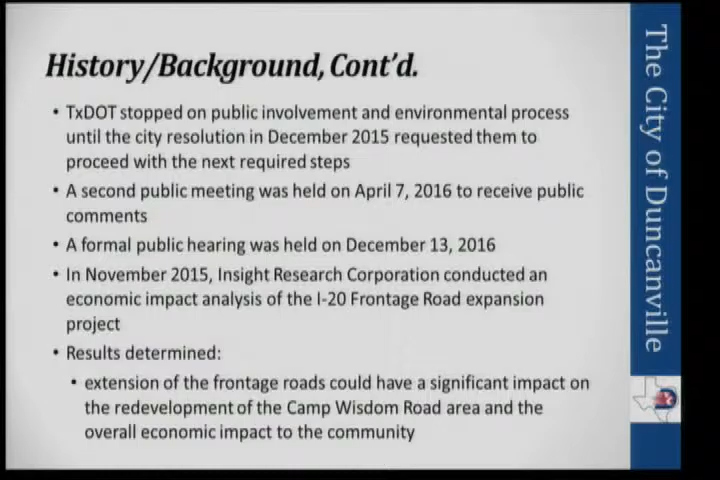 History/Background, Cont'd.
• TxDOT stopped on public involvement and environmental process
until the city resolution in December 2015 requested them to
proceed with the next required steps
• A second public meeting was held on April 7, 2016 to receive public
comments
• A formal public hearing was held on December 13, 2016
• In November 2015, Insight Research Corporation conducted an
economic impact analysis of the I-20 Frontage Road expansion
project
• Results determined:
• extension of the frontage roads could have a significant impact on
the redevelopment of the Camp Wisdom Road area and the
overall economic impact to the community
The City of Duncanville